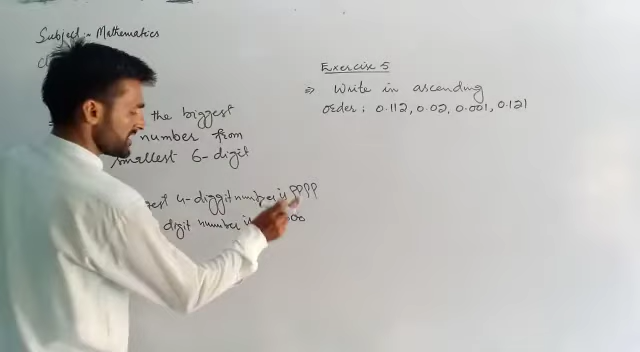 Subject:- Mathematics
the biggest
number from
smallest 6-digit
4-diggit number is 9999
digit number is
Exercise 5
⇒ Write in ascending
order: 0.112, 0.02, 0.001, 0.121